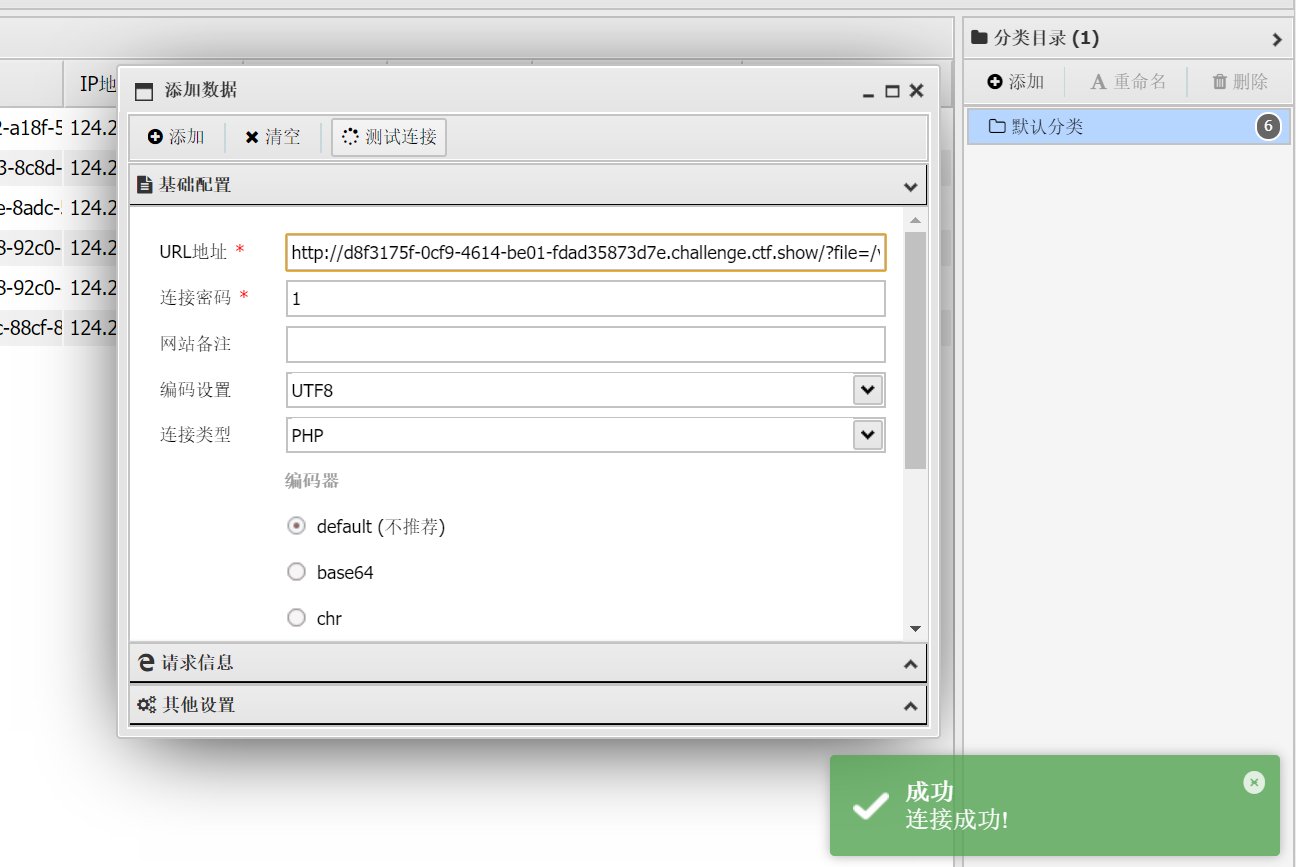 分类目录 (1)
添加
重命名
删除
默认分类
6
IP地
2-a18f-5 124.2
3-8c8d- 124.2
e-8adc- 124.2
8-92c0- 124.2
8-92c0- 124.2
c-88cf-8 124.2
添加数据
添加
清空
测试连接
基础配置
URL地址 *
http://d8f3175f-0cf9-4614-be01-fdad35873d7e.challenge.ctf.show/?file=/
连接密码 *
1
网站备注
编码设置
UTF8
连接类型
PHP
编码器
default (不推荐)
base64
chr
请求信息
其他设置
成功
连接成功!